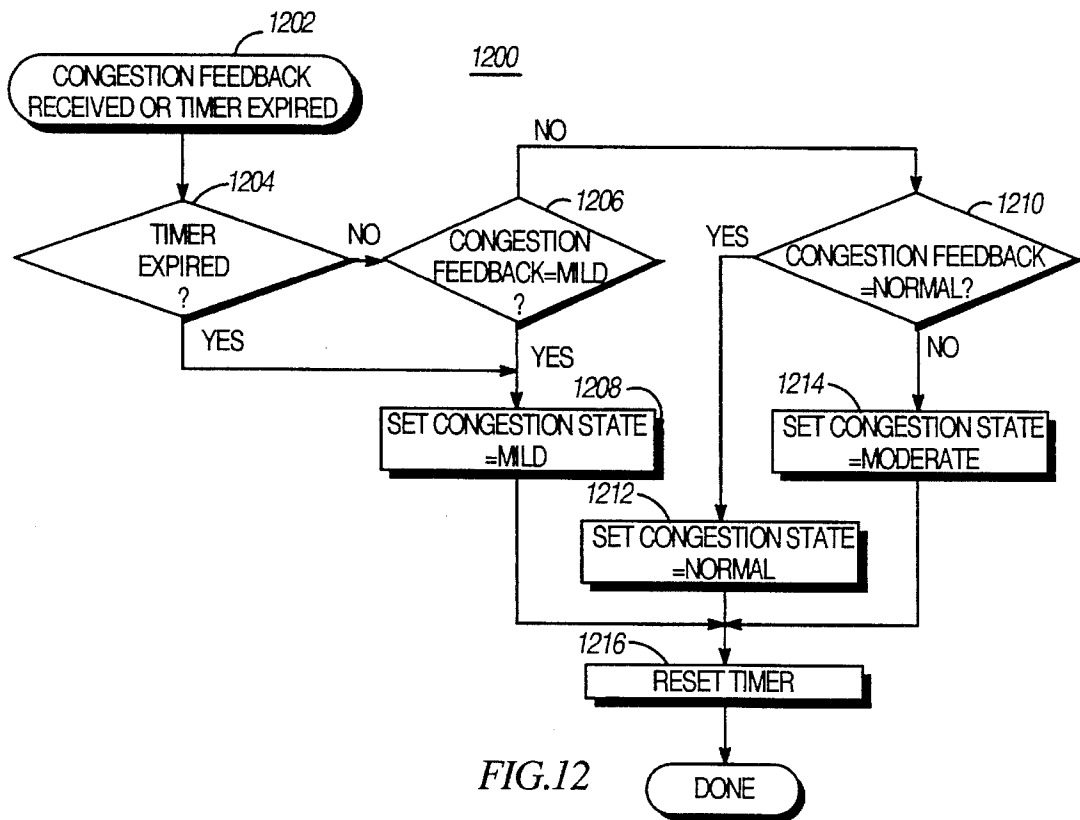 1202
CONGESTION FEEDBACK
RECEIVED OR TIMER EXPIRED
1200
1204
TIMER
EXPIRED
?
NO
YES
1206
CONGESTION
FEEDBACK=MILD
?
NO
YES
1210
CONGESTION FEEDBACK
=NORMAL?
YES
NO
1208
SET CONGESTION STATE
=MILD
1214
SET CONGESTION STATE
=MODERATE
1212
SET CONGESTION STATE
=NORMAL
1216
RESET TIMER
DONE
FIG.12